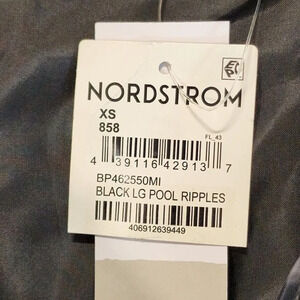 NORDSTROM
XS
858
FL_43
4 39116 42913 7
BP462550MI
BLACK LG POOL RIPPLES
406912639449